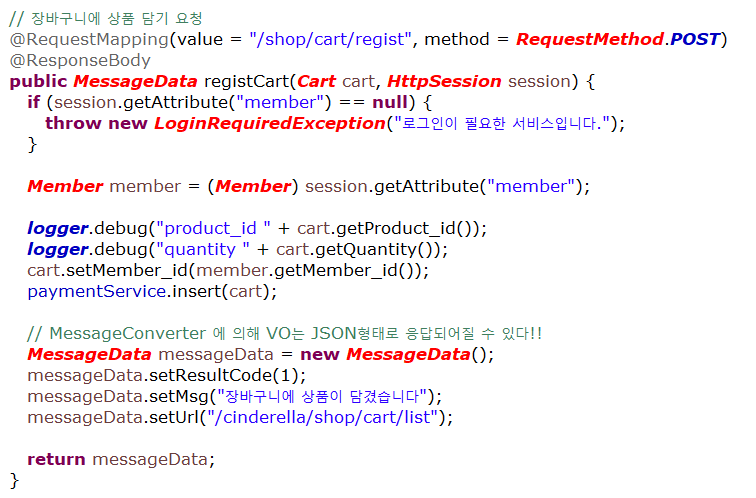 // 장바구니에 상품 담기 요청
@RequestMapping(value = "/shop/cart/regist", method = RequestMethod.POST)
@ResponseBody
public MessageData registCart(Cart cart, HttpSession session) {
if (session.getAttribute("member") == null) {
throw new LoginRequiredException("로그인이 필요한 서비스입니다.");
}
Member member = (Member) session.getAttribute("member");
logger.debug("product_id " + cart.getProduct_id());
logger.debug("quantity " + cart.getQuantity());
cart.setMember_id(member.getMember_id());
paymentService.insert(cart);
// MessageConverter 에 의해 VO는 JSON형태로 응답되어질 수 있다!!
MessageData messageData = new MessageData();
messageData.setResultCode(1);
messageData.setMsg("장바구니에 상품이 담겼습니다");
messageData.setUrl("/cinderella/shop/cart/list");
return messageData;
}